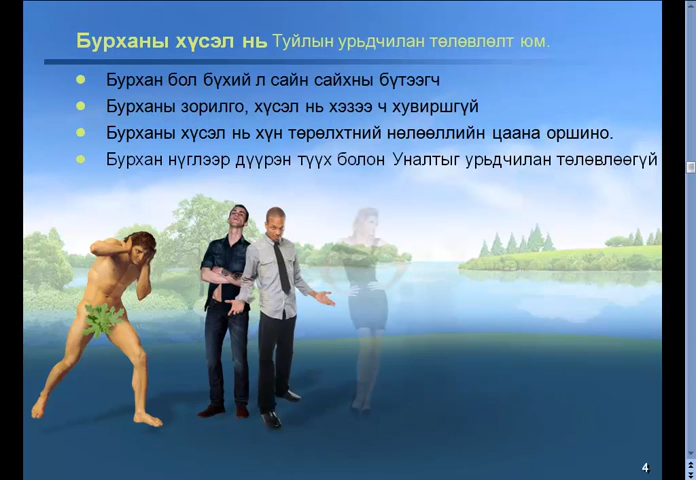 Бурханы хүсэл нь Туйлын урьдчилан төлөвлөлт юм.
Бурхан бол бүхий л сайн сайхны бүтээгч
Бурханы зорилго, хүсэл нь хэзээ ч хувиршгүй
Бурханы хүсэл нь хүн төрөлхтний нөлөөллийн цаана оршино.
Бурхан нүглээр дүүрэн түүх болон Уналтыг урьдчилан төлөвлөөгүй
4